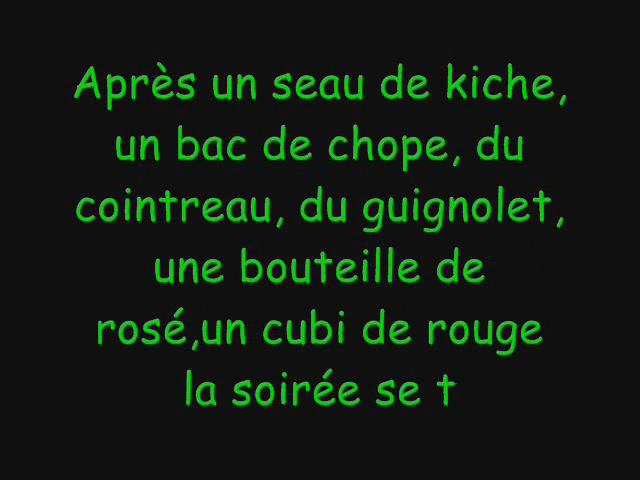 Après un seau de kiche,
un bac de chope, du
cointreau, du guignolet,
une bouteille de
rosé,un cubi de rouge
la soirée se t